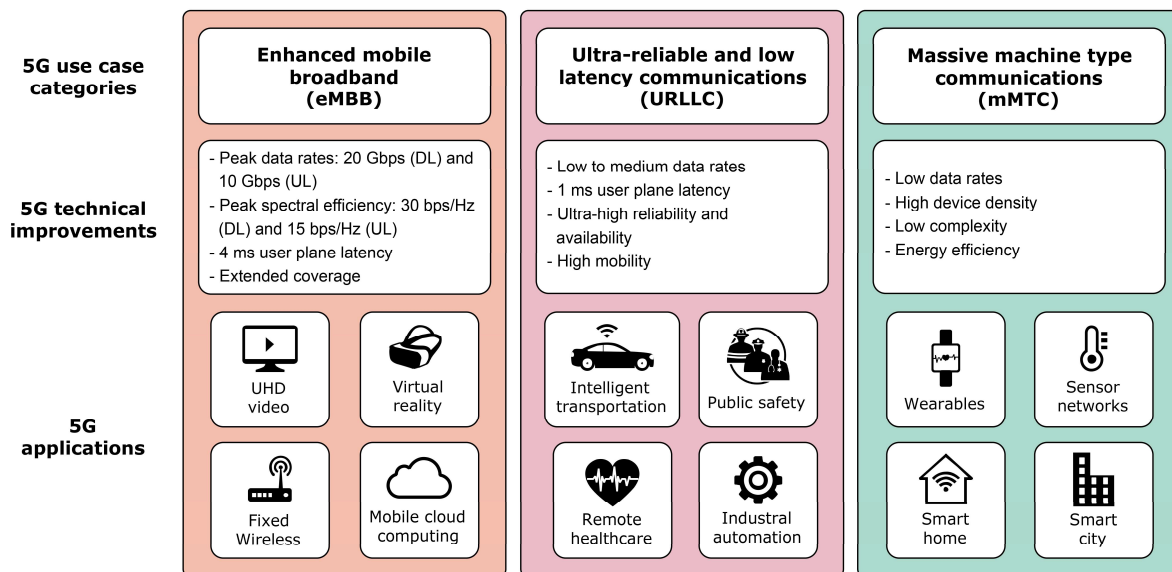 5G use case
categories
Enhanced mobile
broadband
(eMBB)
Ultra-reliable and low
latency communications
(URLLC)
Massive machine type
communications
(mMTC)
5G technical
improvements
- Peak data rates: 20 Gbps (DL) and
10 Gbps (UL)
- Peak spectral efficiency: 30 bps/Hz
(DL) and 15 bps/Hz (UL)
- 4 ms user plane latency
- Extended coverage
- Low to medium data rates
- 1 ms user plane latency
- Ultra-high reliability and
availability
- High mobility
- Low data rates
- High device density
- Low complexity
- Energy efficiency
5G
applications
UHD
video
Virtual
reality
Fixed
Wireless
Mobile cloud
computing
Intelligent
transportation
Public safety
Remote
healthcare
Industral
automation
Wearables
Sensor
networks
Smart
home
Smart
city